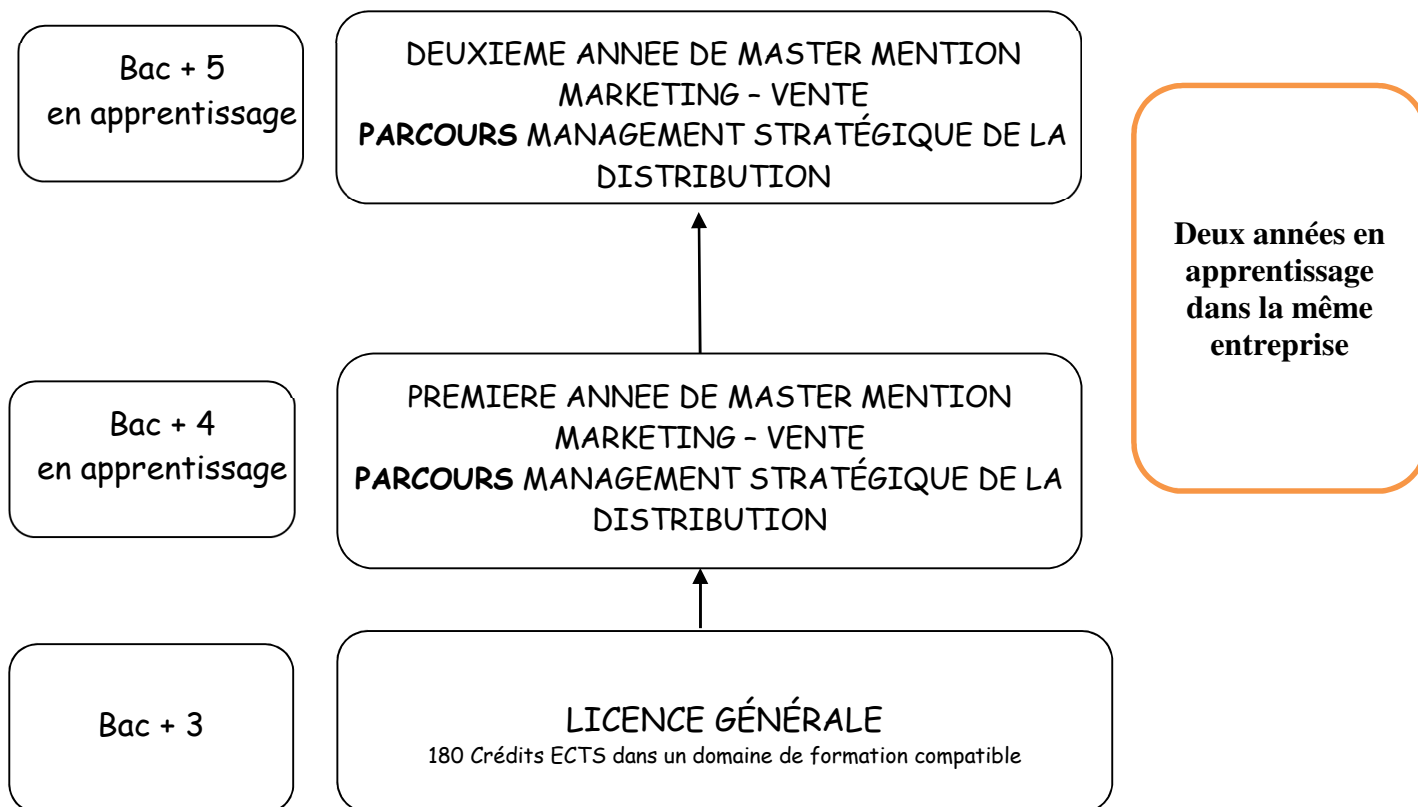 Bac + 5
en apprentissage
DEUXIEME ANNEE DE MASTER MENTION
MARKETING – VENTE
PARCOURS MANAGEMENT STRATÉGIQUE DE LA
DISTRIBUTION
Deux années en
apprentissage
dans la même
entreprise
Bac + 4
en apprentissage
PREMIERE ANNEE DE MASTER MENTION
MARKETING – VENTE
PARCOURS MANAGEMENT STRATÉGIQUE DE LA
DISTRIBUTION
Bac + 3
LICENCE GÉNÉRALE
180 Crédits ECTS dans un domaine de formation compatible